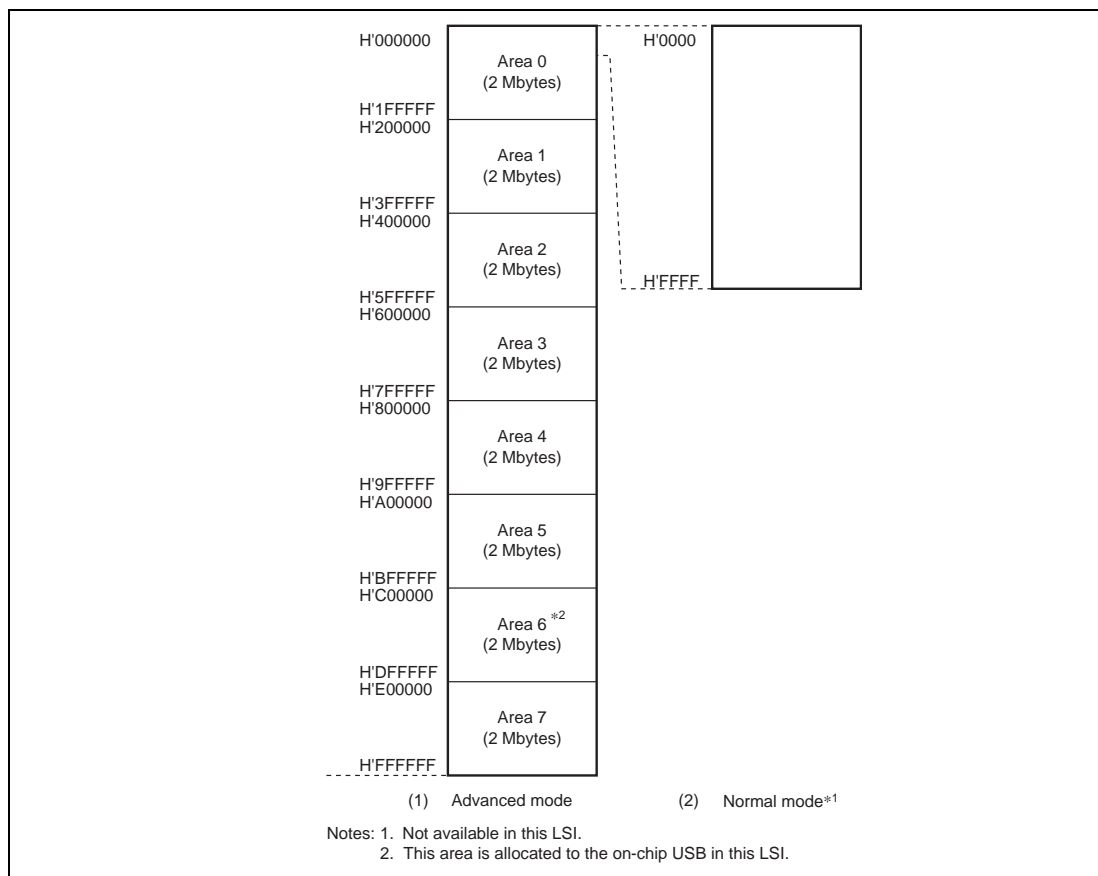 H'000000
H'0000
Area 0
(2 Mbytes)
H'1FFFFF
H'200000
Area 1
(2 Mbytes)
H'3FFFFF
H'400000
Area 2
(2 Mbytes)
H'FFFF
H'5FFFFF
H'600000
Area 3
(2 Mbytes)
H'7FFFFF
H'800000
Area 4
(2 Mbytes)
H'9FFFFF
H'A00000
Area 5
(2 Mbytes)
H'BFFFFF
H'C00000
Area 6 *2
(2 Mbytes)
H'DFFFFF
H'E00000
Area 7
(2 Mbytes)
H'FFFFFF
(1) Advanced mode
(2) Normal mode*1
Notes: 1. Not available in this LSI.
2. This area is allocated to the on-chip USB in this LSI.